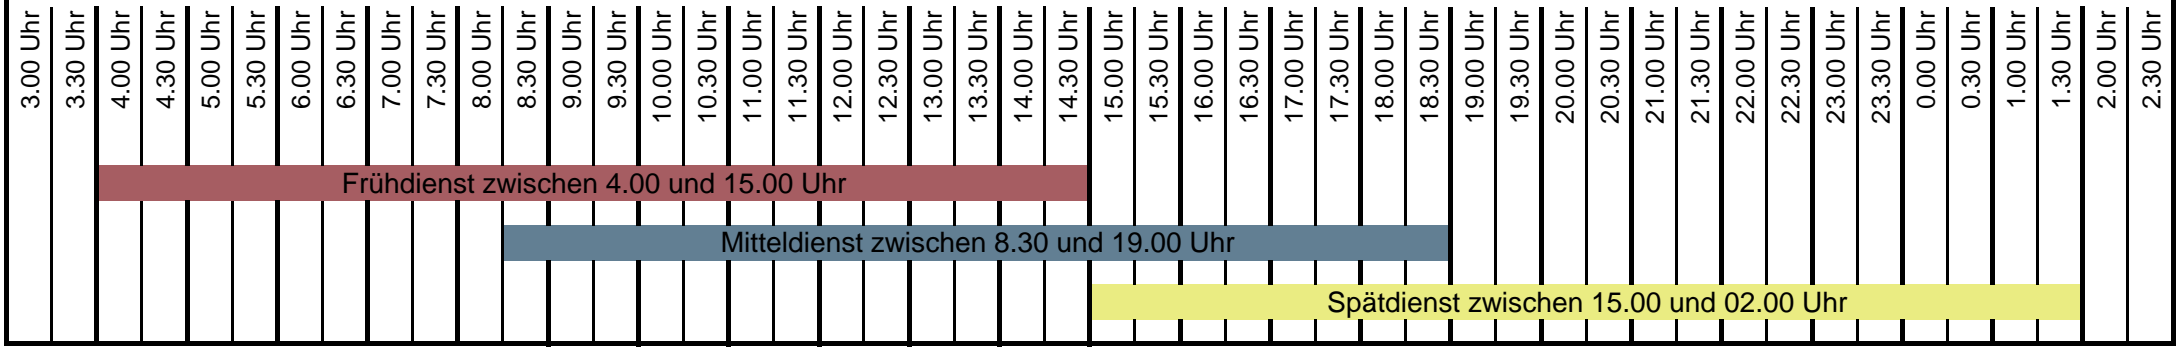 3.00 Uhr
3.30 Uhr
4.00 Uhr
4.30 Uhr
5.00 Uhr
5.30 Uhr
6.00 Uhr
6.30 Uhr
7.00 Uhr
7.30 Uhr
8.00 Uhr
8.30 Uhr
9.00 Uhr
9.30 Uhr
10.00 Uhr
10.30 Uhr
11.00 Uhr
11.30 Uhr
12.00 Uhr
12.30 Uhr
13.00 Uhr
13.30 Uhr
14.00 Uhr
14.30 Uhr
15.00 Uhr
15.30 Uhr
16.00 Uhr
16.30 Uhr
17.00 Uhr
17.30 Uhr
18.00 Uhr
18.30 Uhr
19.00 Uhr
19.30 Uhr
20.00 Uhr
20.30 Uhr
21.00 Uhr
21.30 Uhr
22.00 Uhr
22.30 Uhr
23.00 Uhr
23.30 Uhr
0.00 Uhr
0.30 Uhr
1.00 Uhr
1.30 Uhr
2.00 Uhr
2.30 Uhr
Frühdienst zwischen 4.00 und 15.00 Uhr
Mitteldienst zwischen 8.30 und 19.00 Uhr
Spätdienst zwischen 15.00 und 02.00 Uhr